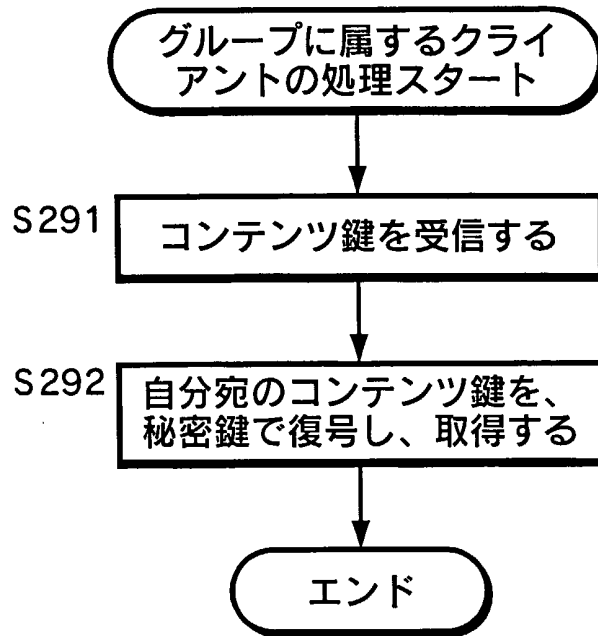 グループに属するクライ
アントの処理スタート
S291
コンテンツ鍵を受信する
S292
自分宛のコンテンツ鍵を、
秘密鍵で復号し、取得する
エンド